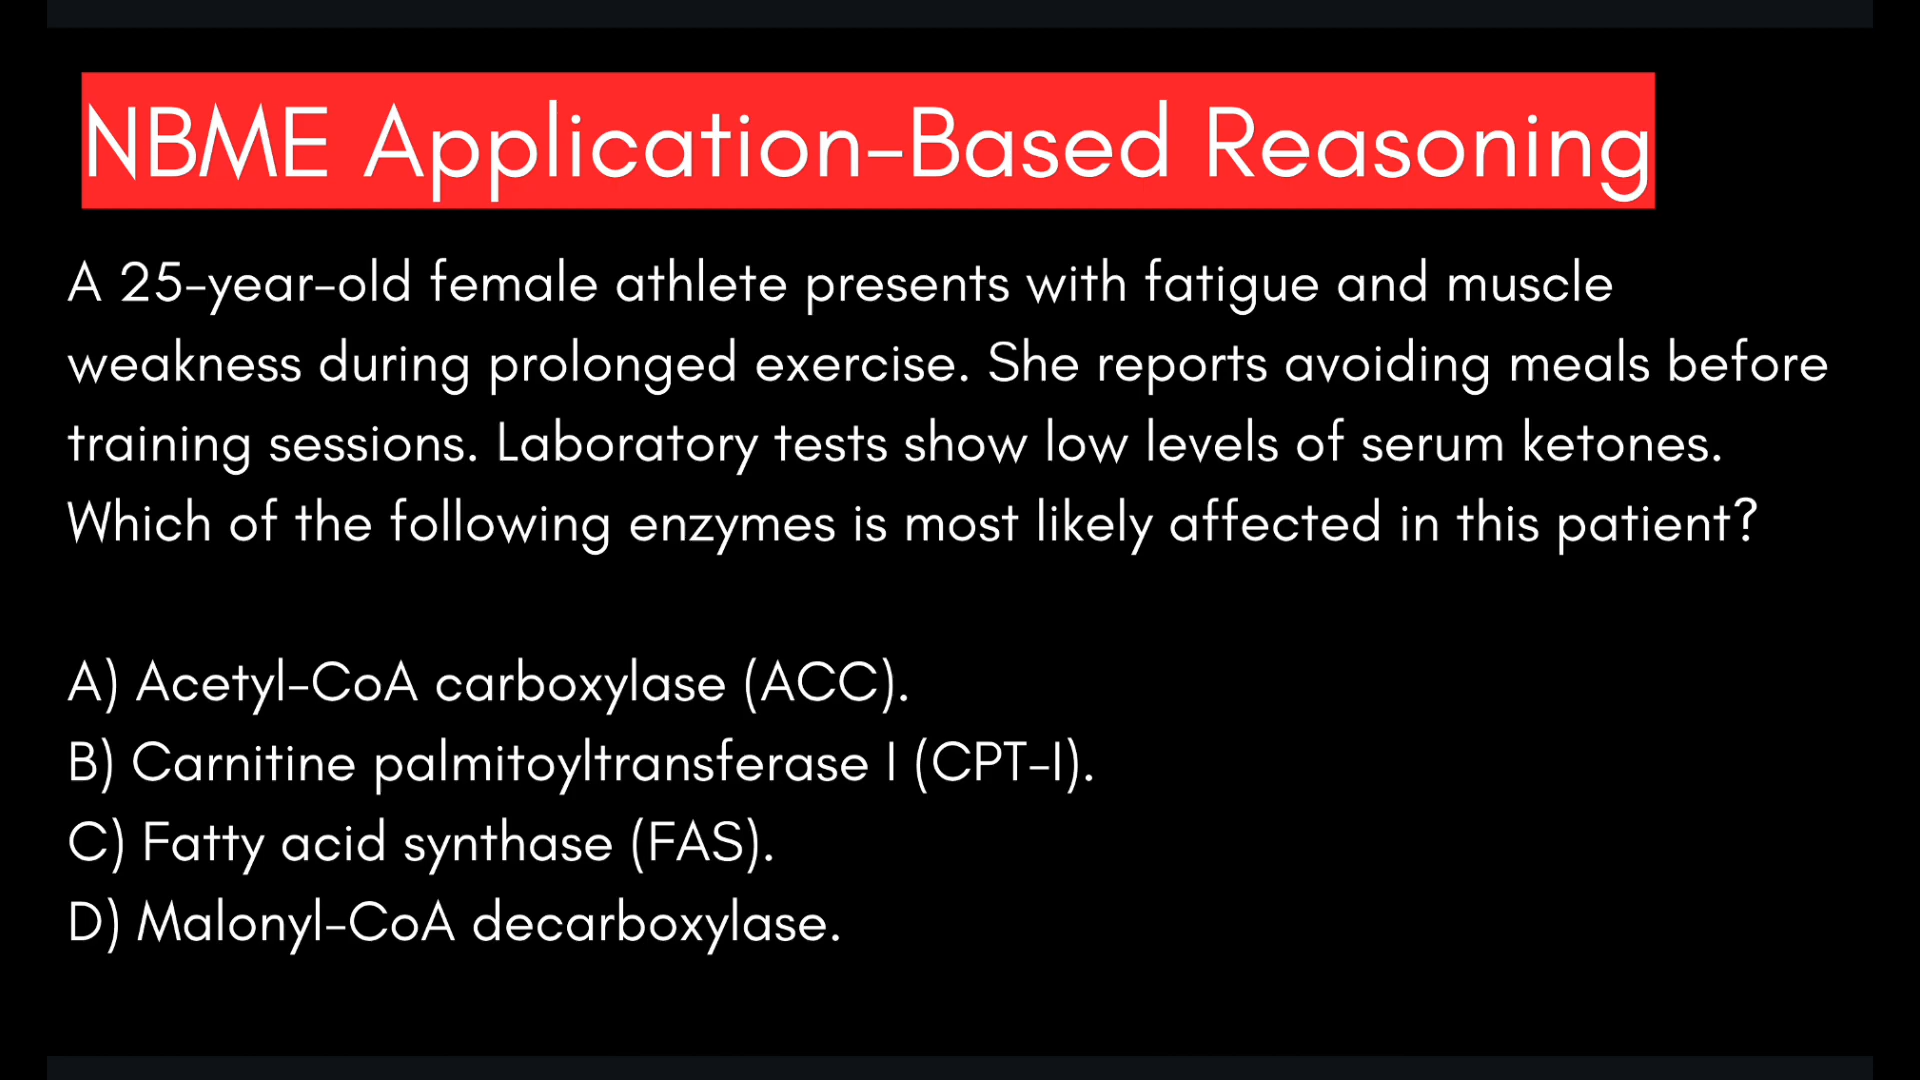 NBME Application-Based Reasoning
A 25-year-old female athlete presents with fatigue and muscle
weakness during prolonged exercise. She reports avoiding meals before
training sessions. Laboratory tests show low levels of serum ketones.
Which of the following enzymes is most likely affected in this patient?
A) Acetyl-CoA carboxylase (ACC).
B) Carnitine palmitoyltransferase I (CPT-I).
C) Fatty acid synthase (FAS).
D) Malonyl-CoA decarboxylase.